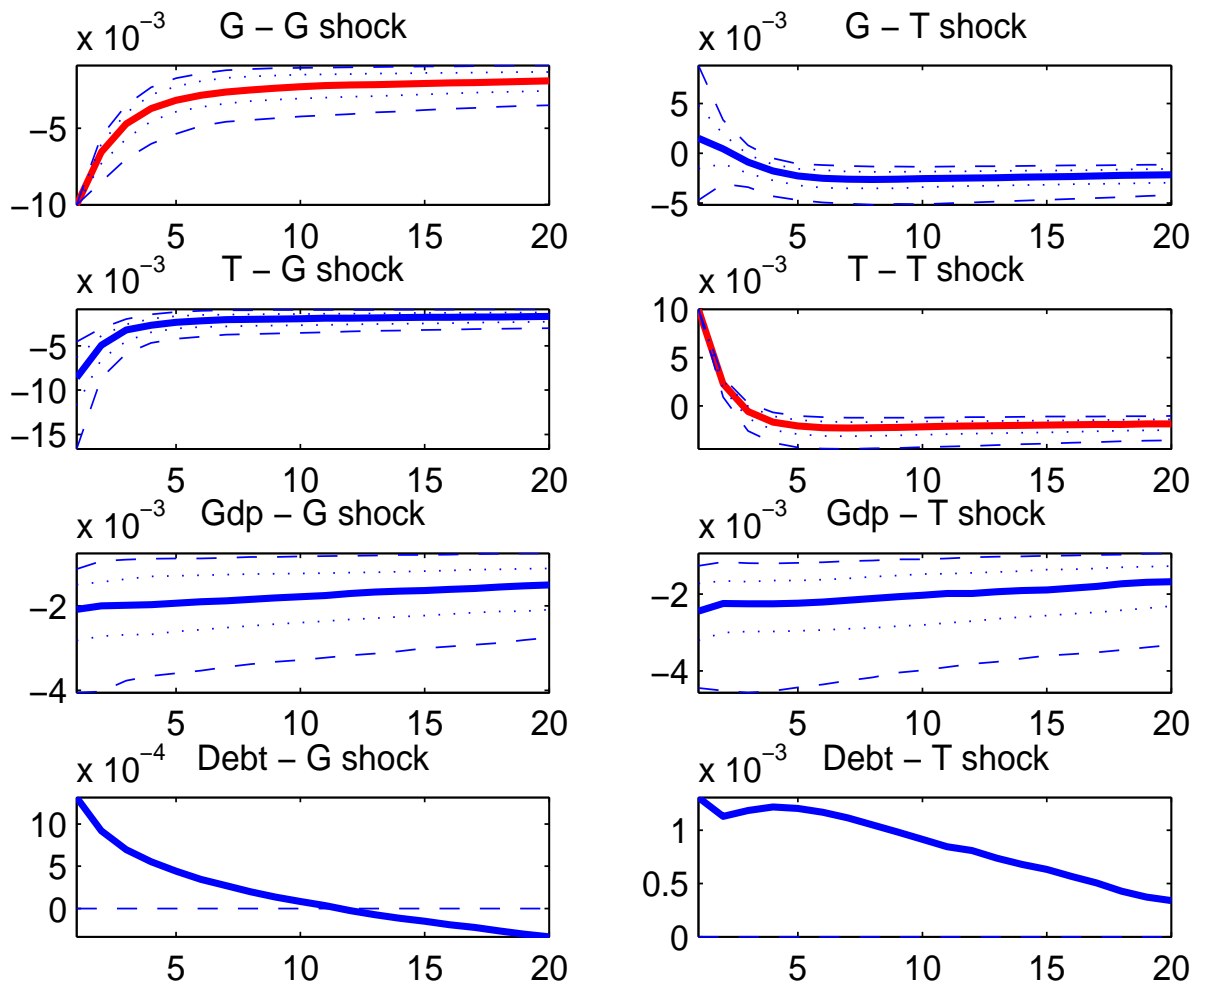 x 10⁻³ G – G shock
−5
−10
5 10 15 20
x 10⁻³ G – T shock
5
0
−5
5 10 15 20
x 10⁻³ T – G shock
−5
−10
−15
5 10 15 20
x 10⁻³ T – T shock
10
5
0
5 10 15 20
x 10⁻³ Gdp – G shock
−2
−4
5 10 15 20
x 10⁻³ Gdp – T shock
−2
−4
5 10 15 20
x 10⁻⁴ Debt – G shock
10
5
0
5 10 15 20
x 10⁻³ Debt – T shock
1
0.5
0
5 10 15 20